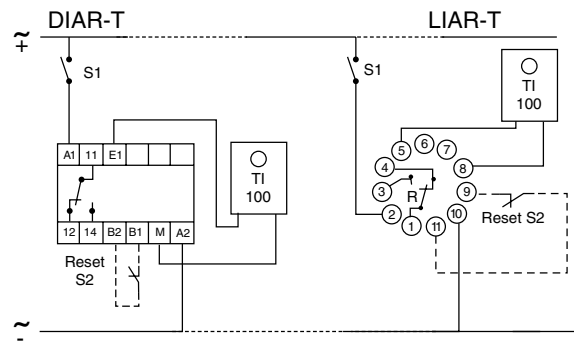 DIAR-T
LIAR-T
~
+
S1
S1
TI
100
A1 11 E1
TI
100
12 14 B2 B1 M A2
Reset
S2
5 6 7
4 8
3 R 9
2 10
1 11
Reset S2
~
-